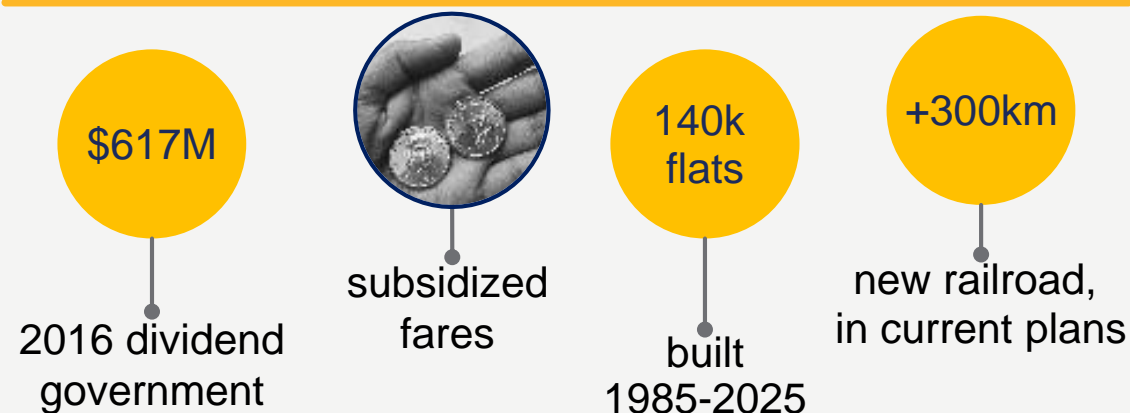 $617M
2016 dividend
government
subsidized
fares
140k
flats
built
1985-2025
+300km
new railroad,
in current plans